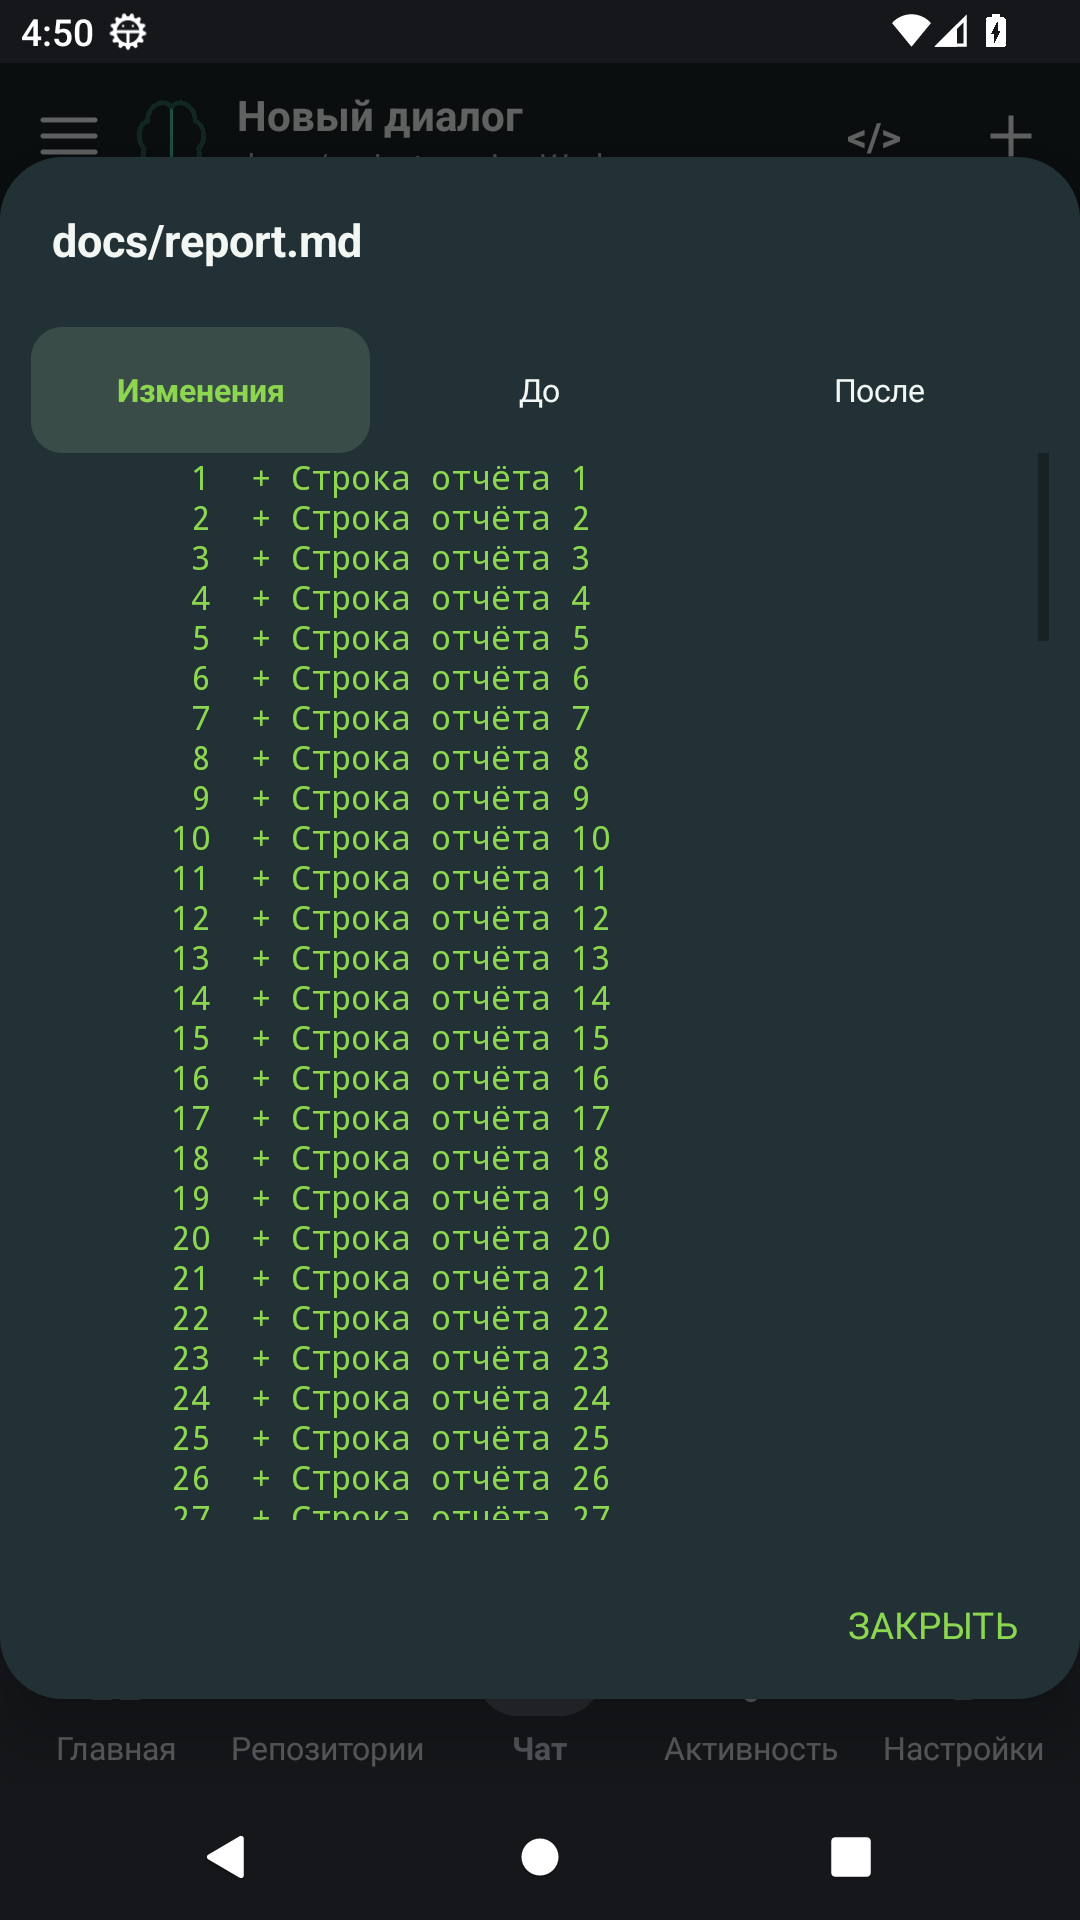 4:50
Новый диалог
</>
docs/report.md
Изменения До После
1 + Строка отчёта 1
2 + Строка отчёта 2
3 + Строка отчёта 3
4 + Строка отчёта 4
5 + Строка отчёта 5
6 + Строка отчёта 6
7 + Строка отчёта 7
8 + Строка отчёта 8
9 + Строка отчёта 9
10 + Строка отчёта 10
11 + Строка отчёта 11
12 + Строка отчёта 12
13 + Строка отчёта 13
14 + Строка отчёта 14
15 + Строка отчёта 15
16 + Строка отчёта 16
17 + Строка отчёта 17
18 + Строка отчёта 18
19 + Строка отчёта 19
20 + Строка отчёта 20
21 + Строка отчёта 21
22 + Строка отчёта 22
23 + Строка отчёта 23
24 + Строка отчёта 24
25 + Строка отчёта 25
26 + Строка отчёта 26
27 + Строка отчёта 27
ЗАКРЫТЬ
Главная Репозитории Чат Активность Настройки